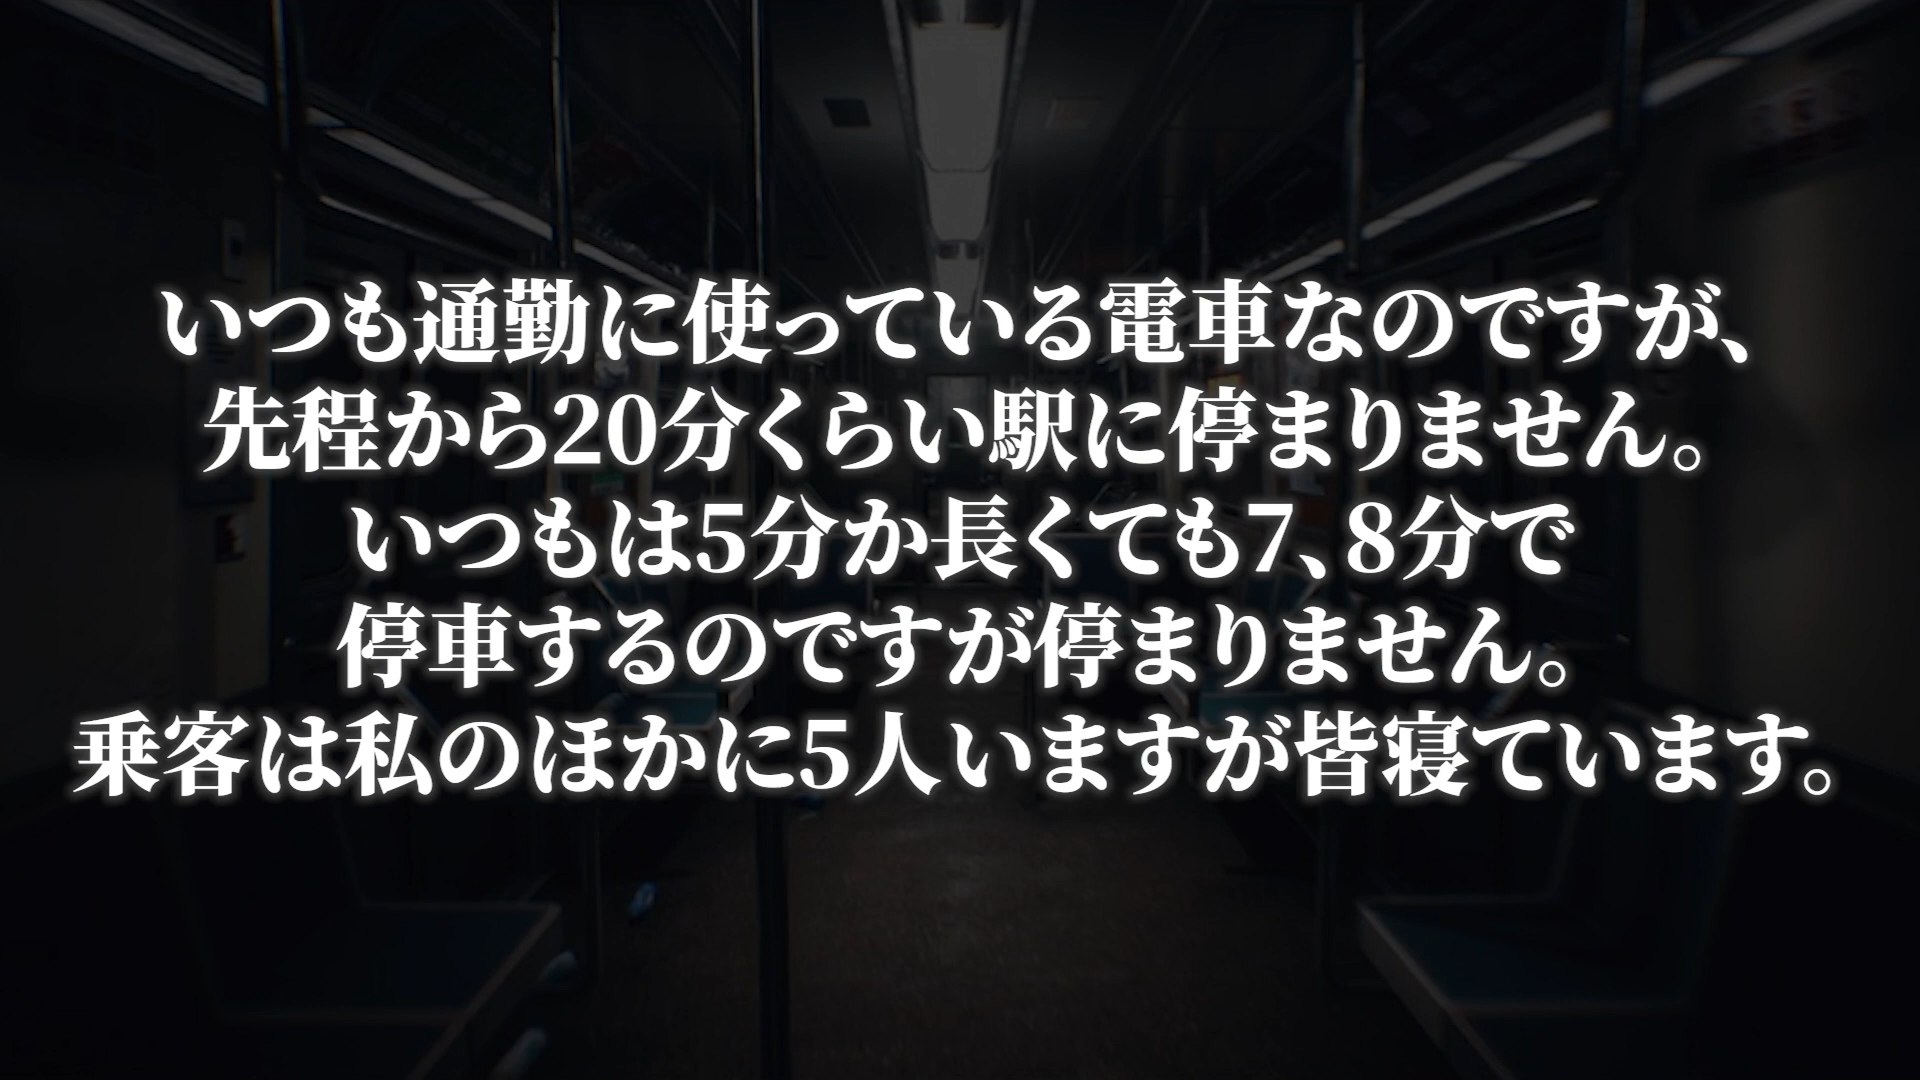 いつも通勤に使っている電車なのですが、
先程から20分くらい駅に停まりません。
いつもは5分か長くても7、8分で
停車するのですが停まりません。
乗客は私のほかに5人いますが皆寝ています。